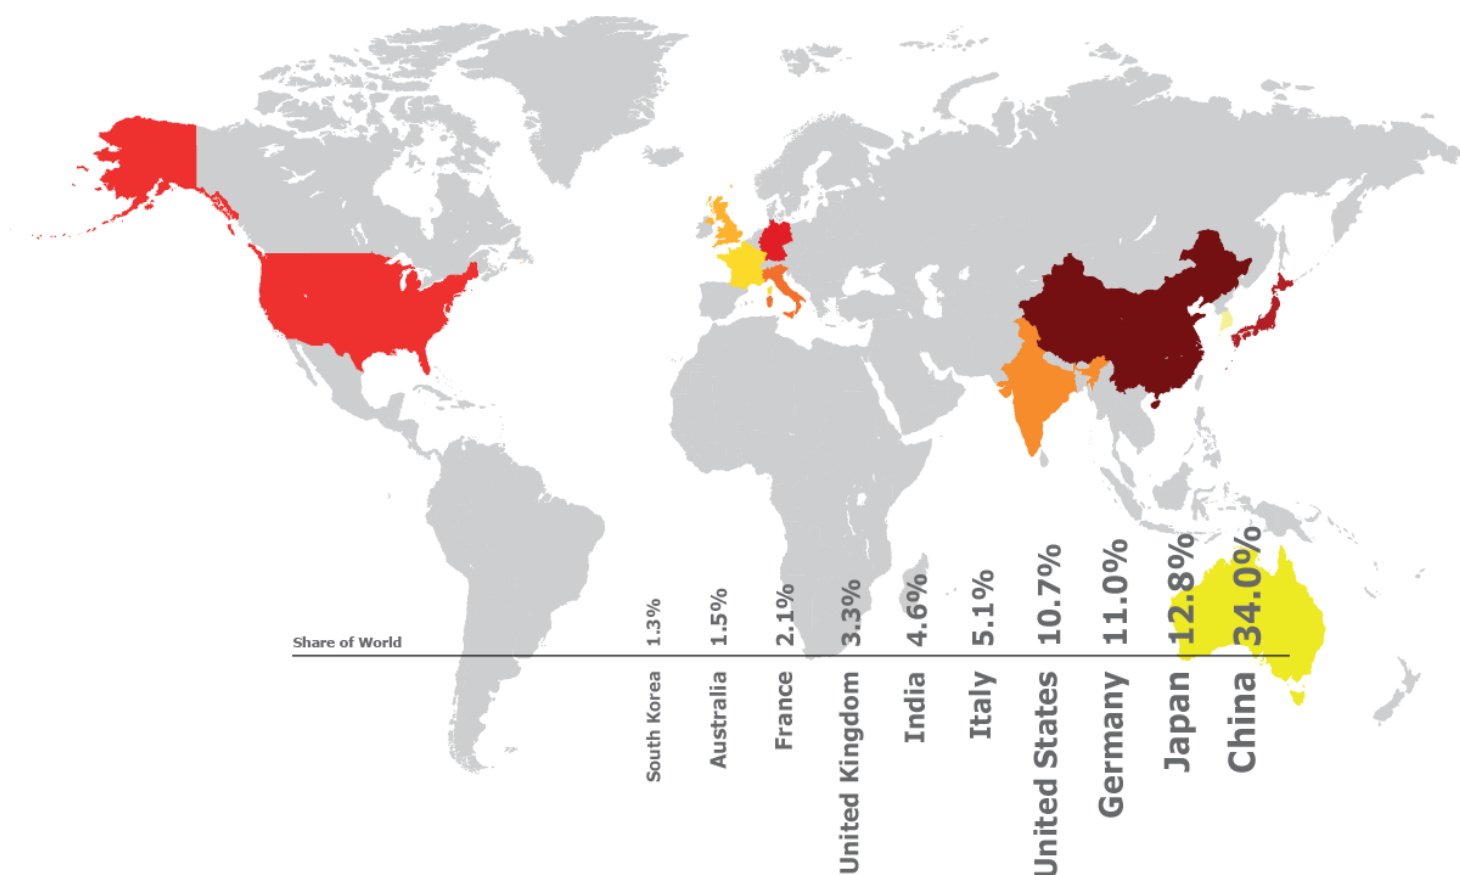 Share of World
1.3%
1.5%
2.1%
3.3%
4.6%
5.1%
10.7%
11.0%
12.8%
34.0%
South Korea
Australia
France
United Kingdom
India
Italy
United States
Germany
Japan
China